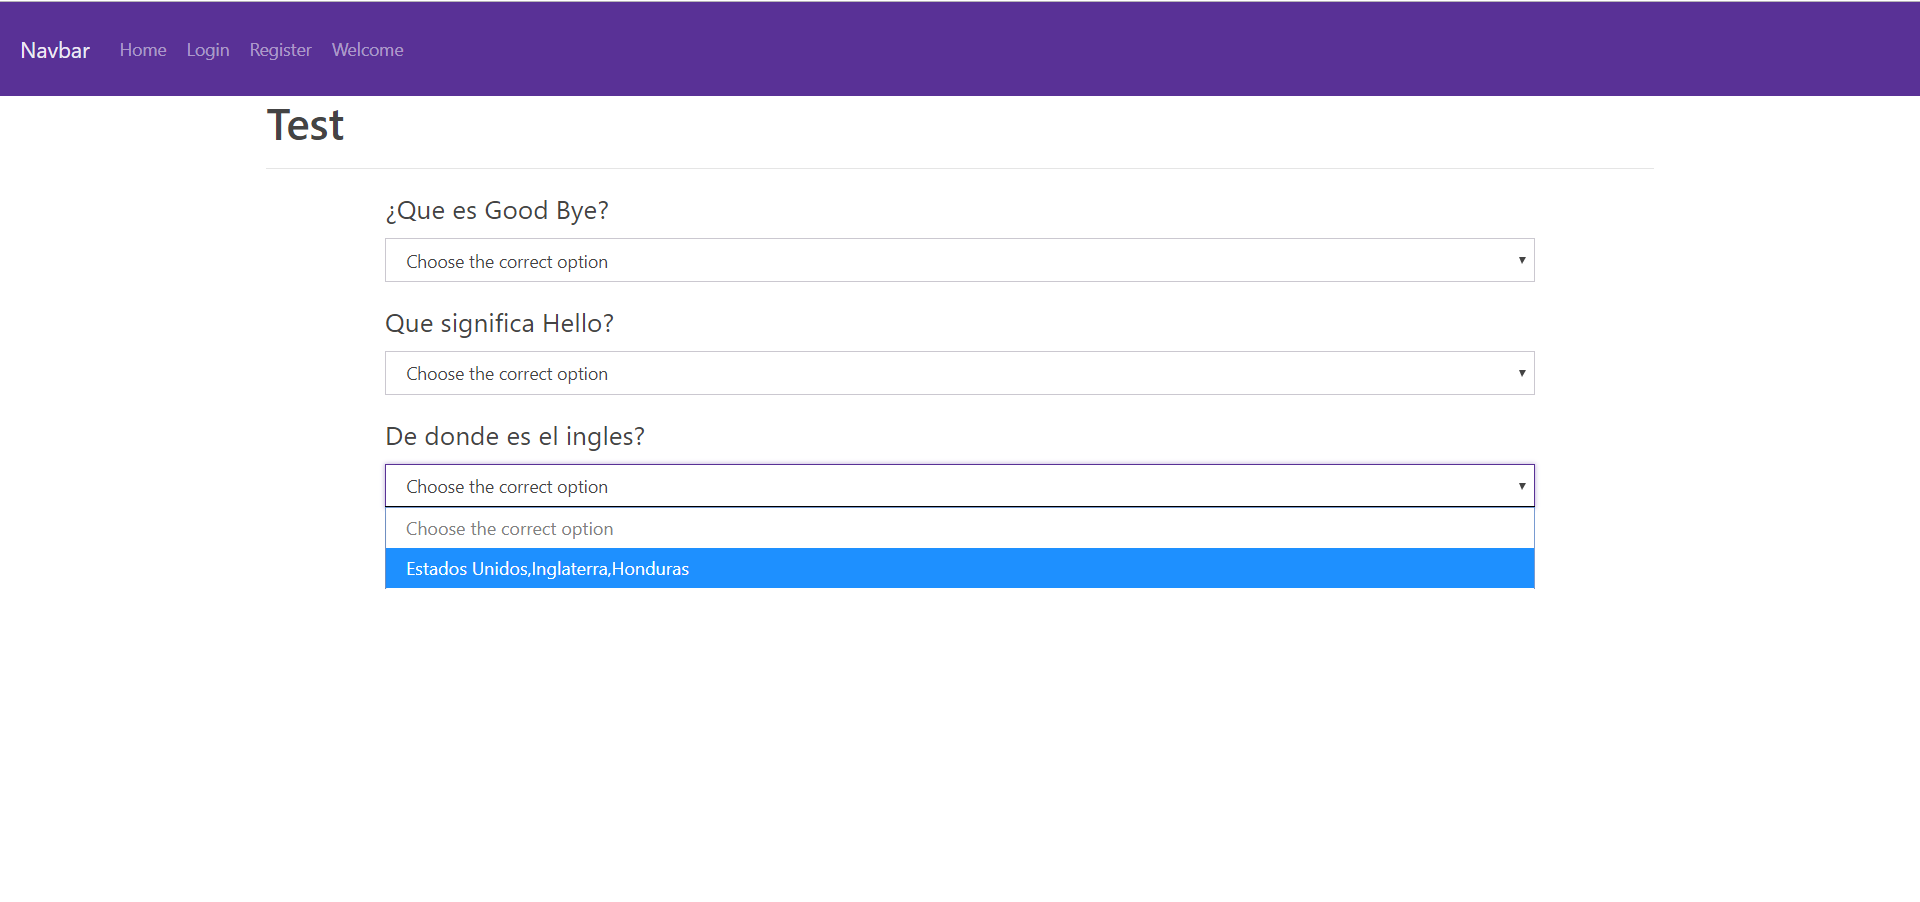 Navbar Home Login Register Welcome
Test
¿Que es Good Bye?
Choose the correct option
Que significa Hello?
Choose the correct option
De donde es el ingles?
Choose the correct option
Choose the correct option
Estados Unidos,Inglaterra,Honduras